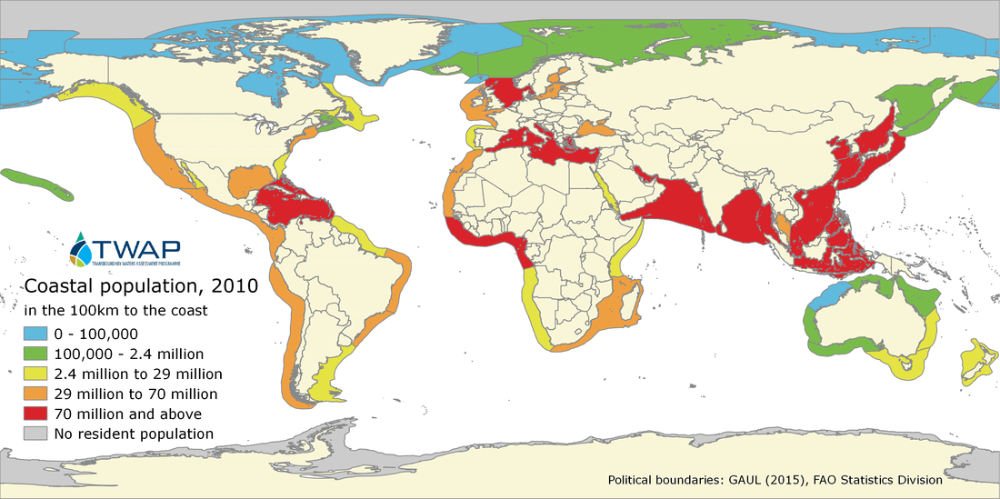 TWAP
TRANSBOUNDARY WATERS ASSESSMENT PROGRAMME
Coastal population, 2010
in the 100km to the coast
0 - 100,000
100,000 - 2.4 million
2.4 million to 29 million
29 million to 70 million
70 million and above
No resident population
Political boundaries: GAUL (2015), FAO Statistics Division